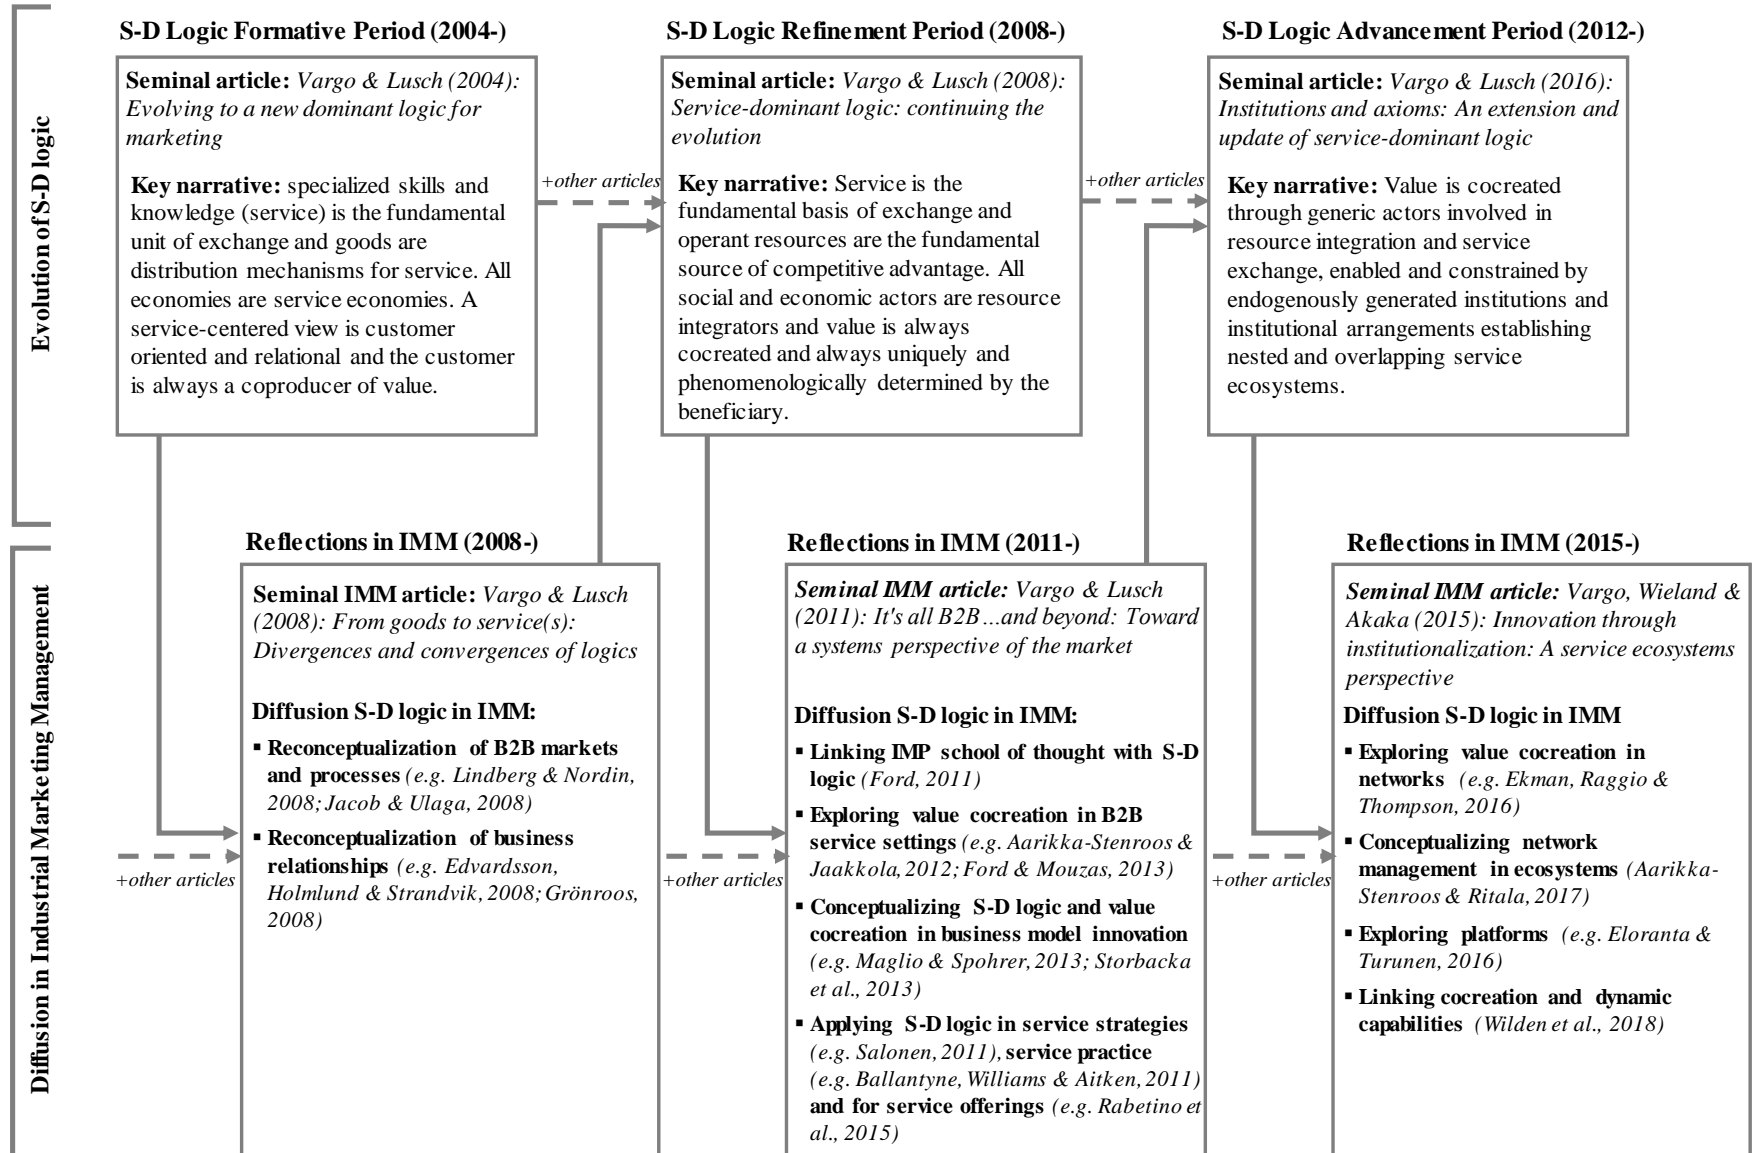 Evolution of S-D logic
S-D Logic Formative Period (2004-)
Seminal article: Vargo & Lusch (2004):
Evolving to a new dominant logic for
marketing
Key narrative: specialized skills and
knowledge (service) is the fundamental
unit of exchange and goods are
distribution mechanisms for service. All
economies are service economies. A
service-centered view is customer
oriented and relational and the customer
is always a coproducer of value.
+other articles
S-D Logic Refinement Period (2008-)
Seminal article: Vargo & Lusch (2008):
Service-dominant logic: continuing the
evolution
Key narrative: Service is the
fundamental basis of exchange and
operant resources are the fundamental
source of competitive advantage. All
social and economic actors are resource
integrators and value is always
cocreated and always uniquely and
phenomenologically determined by the
beneficiary.
+other articles
S-D Logic Advancement Period (2012-)
Seminal article: Vargo & Lusch (2016):
Institutions and axioms: An extension and
update of service-dominant logic
Key narrative: Value is cocreated
through generic actors involved in
resource integration and service
exchange, enabled and constrained by
endogenously generated institutions and
institutional arrangements establishing
nested and overlapping service
ecosystems.
Diffusion in Industrial Marketing Management
+other articles
Reflections in IMM (2008-)
Seminal IMM article: Vargo & Lusch
(2008): From goods to service(s):
Divergences and convergences of logics
Diffusion S-D logic in IMM:
▪ Reconceptualization of B2B markets
and processes (e.g. Lindberg & Nordin,
2008; Jacob & Ulaga, 2008)
▪ Reconceptualization of business
relationships (e.g. Edvardsson,
Holmlund & Strandvik, 2008; Grönroos,
2008)
+other articles
Reflections in IMM (2011-)
Seminal IMM article: Vargo & Lusch
(2011): It's all B2B...and beyond: Toward
a systems perspective of the market
Diffusion S-D logic in IMM:
▪ Linking IMP school of thought with S-D
logic (Ford, 2011)
▪ Exploring value cocreation in B2B
service settings (e.g. Aarikka-Stenroos &
Jaakkola, 2012; Ford & Mouzas, 2013)
▪ Conceptualizing S-D logic and value
cocreation in business model innovation
(e.g. Maglio & Spohrer, 2013; Storbacka
et al., 2013)
▪ Applying S-D logic in service strategies
(e.g. Salonen, 2011), service practice
(e.g. Ballantyne, Williams & Aitken, 2011)
and for service offerings (e.g. Rabetino et
al., 2015)
+other articles
Reflections in IMM (2015-)
Seminal IMM article: Vargo, Wieland &
Akaka (2015): Innovation through
institutionalization: A service ecosystems
perspective
Diffusion S-D logic in IMM
▪ Exploring value cocreation in
networks (e.g. Ekman, Raggio &
Thompson, 2016)
▪ Conceptualizing network
management in ecosystems (Aarikka-
Stenroos & Ritala, 2017)
▪ Exploring platforms (e.g. Eloranta &
Turunen, 2016)
▪ Linking cocreation and dynamic
capabilities (Wilden et al., 2018)